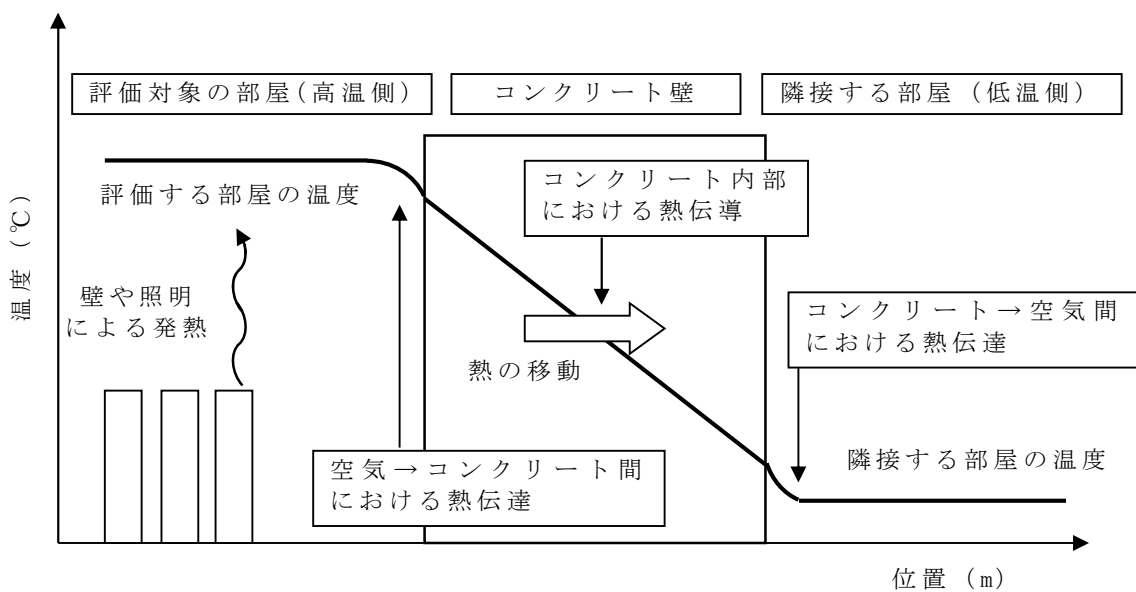 評価対象の部屋(高温側)
コンクリート壁
隣接する部屋（低温側）
評価する部屋の温度
コンクリート内部
における熱伝導
温度（℃）
壁や照明
による発熱
コンクリート→空気間
における熱伝達
熱の移動
空気→コンクリート間
における熱伝達
隣接する部屋の温度
位置（m）